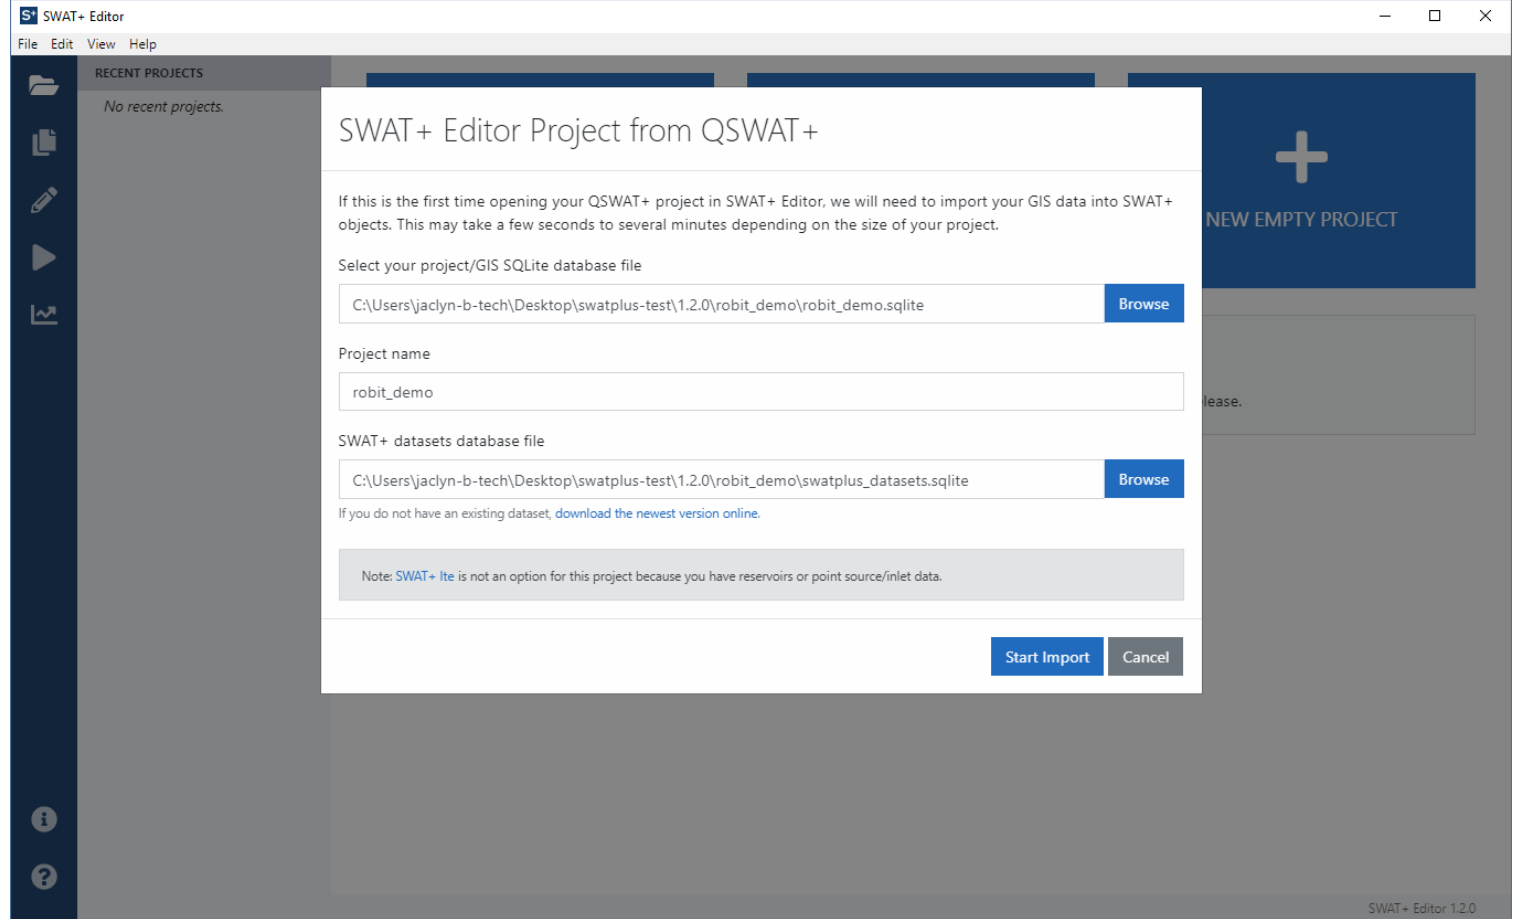 S+ SWAT+ Editor
File Edit View Help
RECENT PROJECTS
No recent projects.
SWAT+ Editor Project from QSWAT+
If this is the first time opening your QSWAT+ project in SWAT+ Editor, we will need to import your GIS data into SWAT+
objects. This may take a few seconds to several minutes depending on the size of your project.
Select your project/GIS SQLite database file
C:\Users\jaclyn-b-tech\Desktop\swatplus-test\1.2.0\robit_demo\robit_demo.sqlite Browse
Project name
robit_demo
SWAT+ datasets database file
C:\Users\jaclyn-b-tech\Desktop\swatplus-test\1.2.0\robit_demo\swatplus_datasets.sqlite Browse
If you do not have an existing dataset, download the newest version online.
Note: SWAT+ lte is not an option for this project because you have reservoirs or point source/inlet data.
Start Import Cancel
NEW EMPTY PROJECT
lease.
SWAT+ Editor 1.2.0